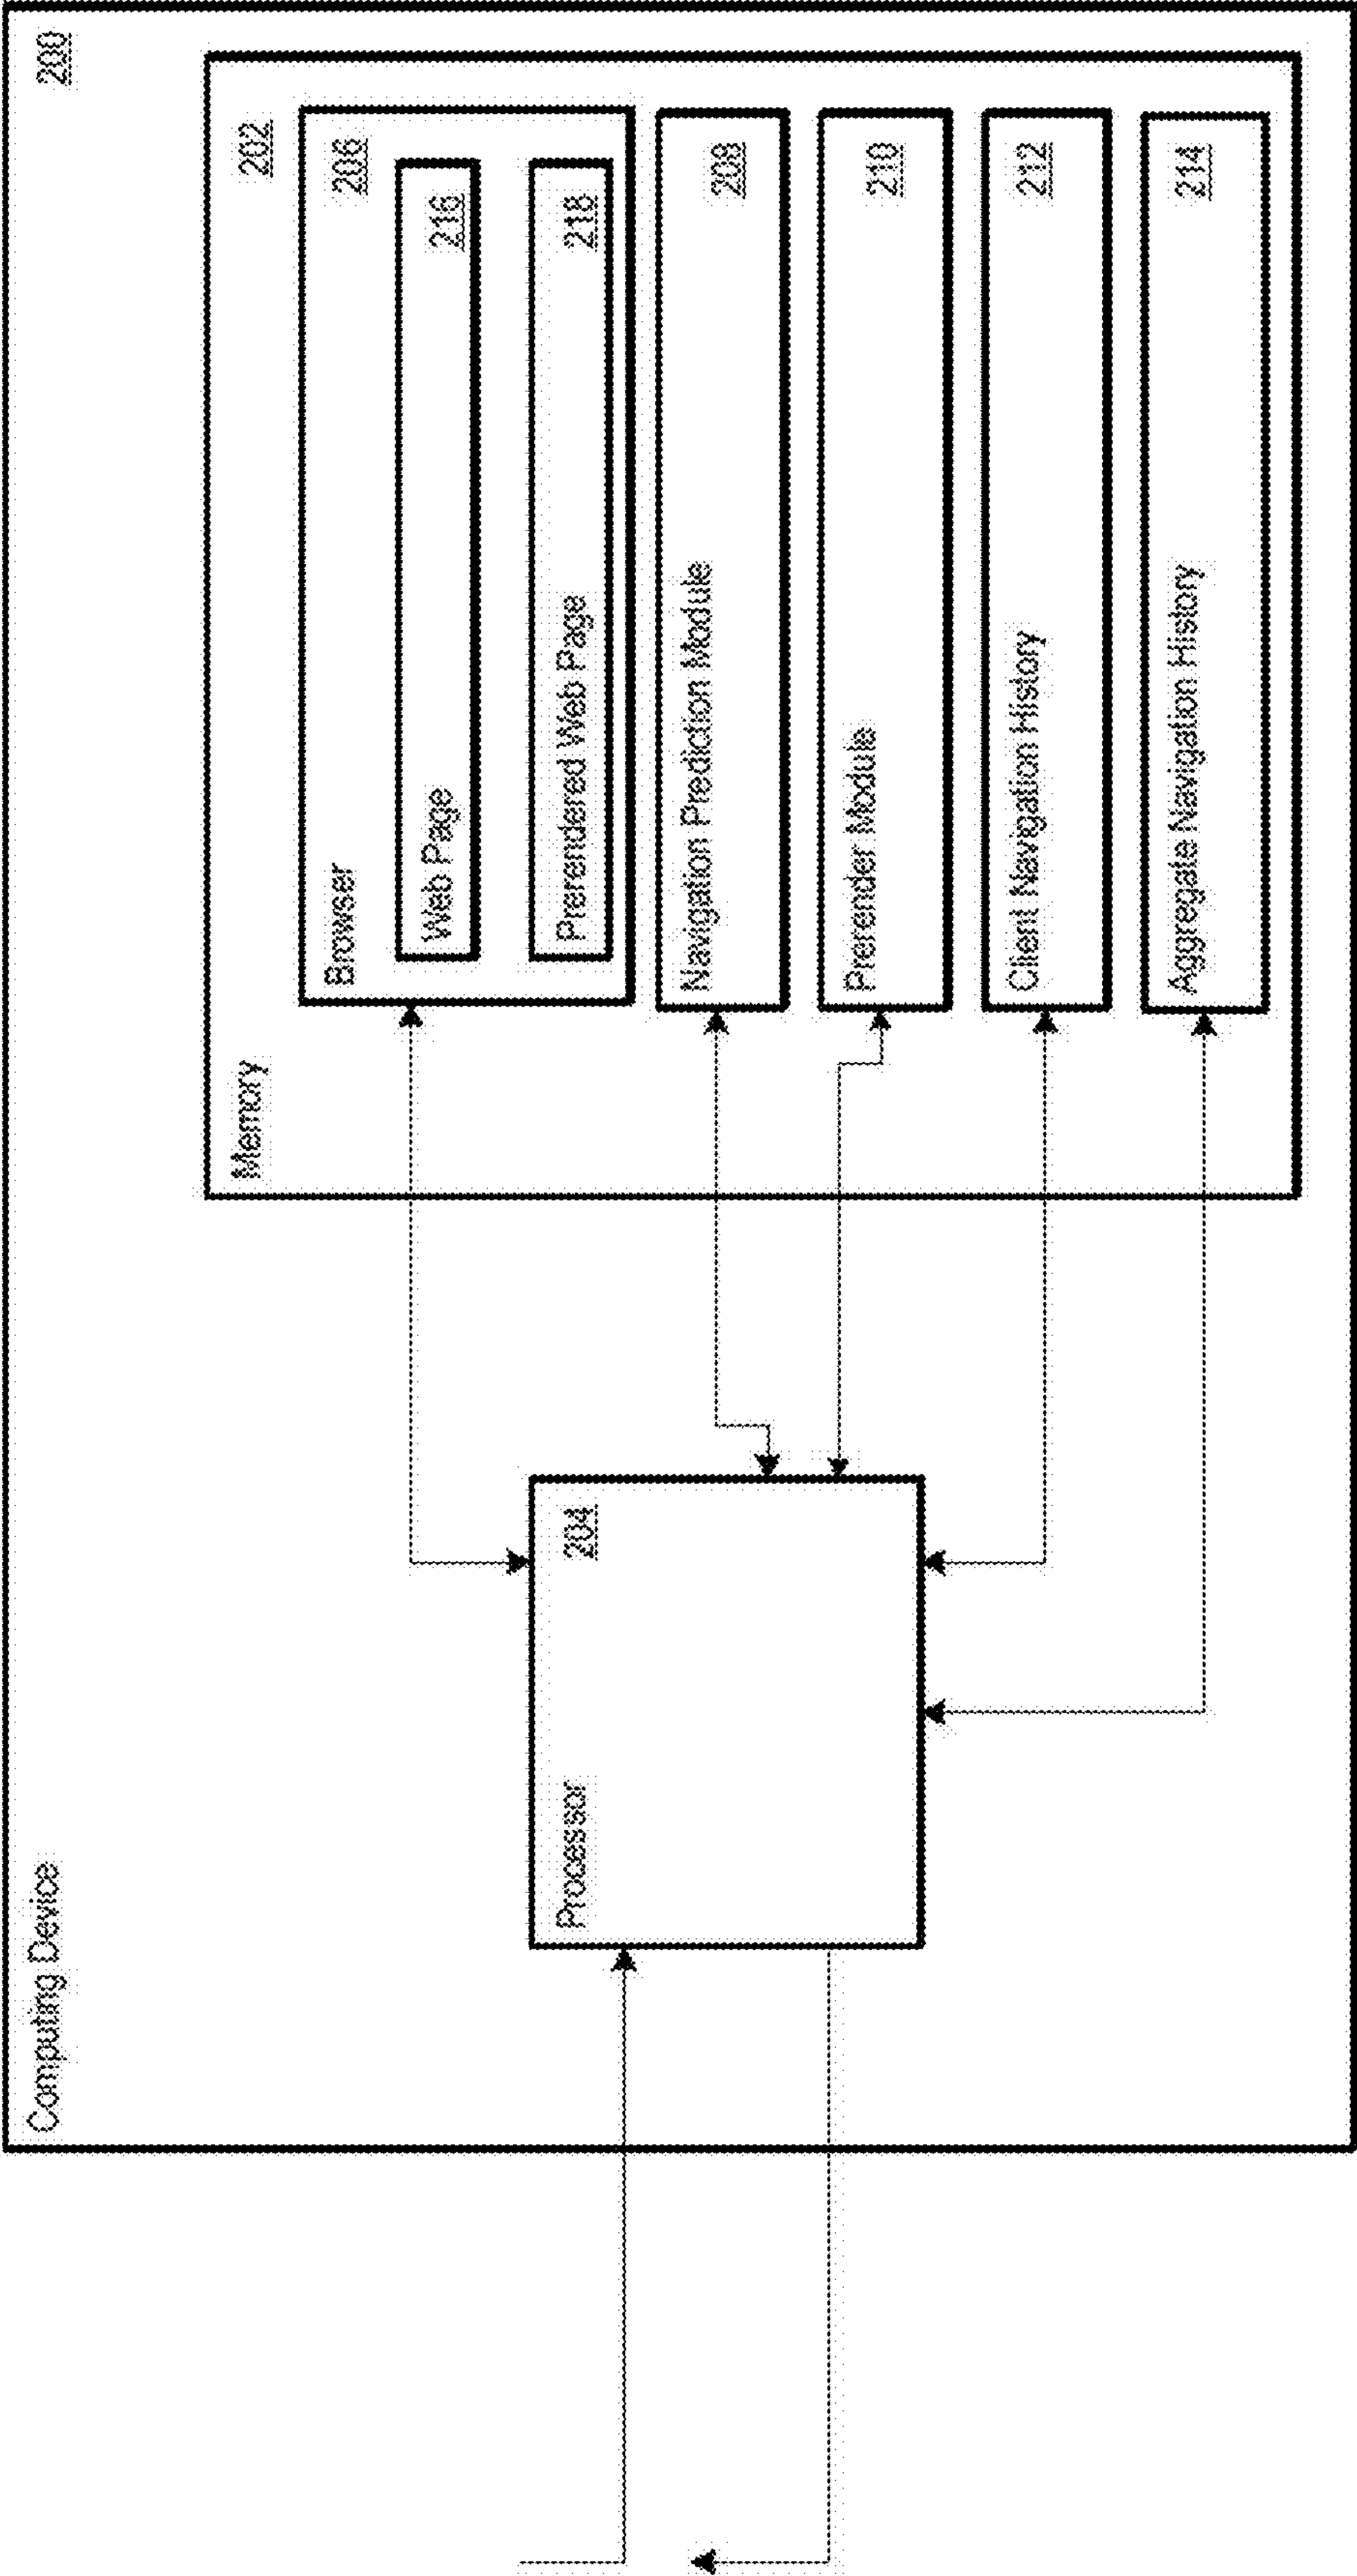 Computing Device 200
Memory 202
Browser 206
Web Page 216
Prerendered Web Page 218
Processor 204
Navigation Prediction Module 208
Prerender Module 210
Client Navigation History 212
Aggregate Navigation History 214